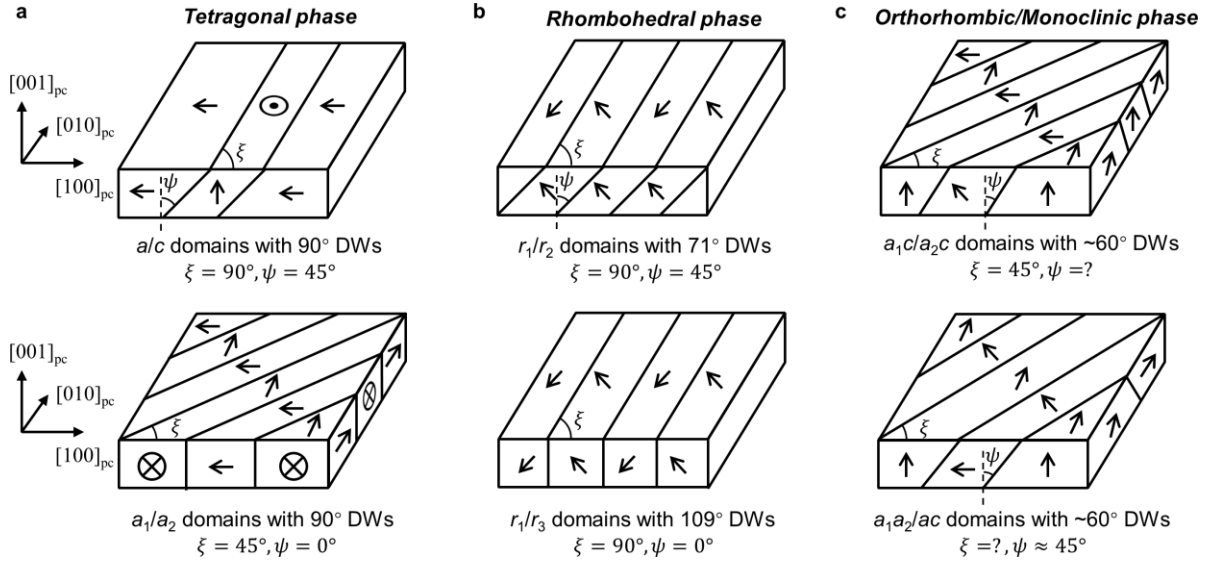 a
Tetragonal phase
[001]pc
[010]pc
[100]pc
ξ
ψ
a/c domains with 90° DWs
ξ = 90°, ψ = 45°
[001]pc
[010]pc
[100]pc
ξ
a1/a2 domains with 90° DWs
ξ = 45°, ψ = 0°
b
Rhombohedral phase
ξ
ψ
r1/r2 domains with 71° DWs
ξ = 90°, ψ = 45°
ξ
r1/r3 domains with 109° DWs
ξ = 90°, ψ = 0°
c
Orthorhombic/Monoclinic phase
ξ
ψ
a1c/a2c domains with ~60° DWs
ξ = 45°, ψ =?
ξ
ψ
a1a2/ac domains with ~60° DWs
ξ =?, ψ ≈ 45°